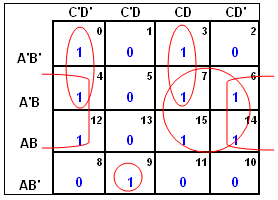 C'D' C'D CD CD'
0 1 3 2
A'B' 1 0 1 0
4 5 7 6
A'B 1 0 1 1
12 13 15 14
AB 1 0 1 1
8 9 11 10
AB' 0 1 0 0